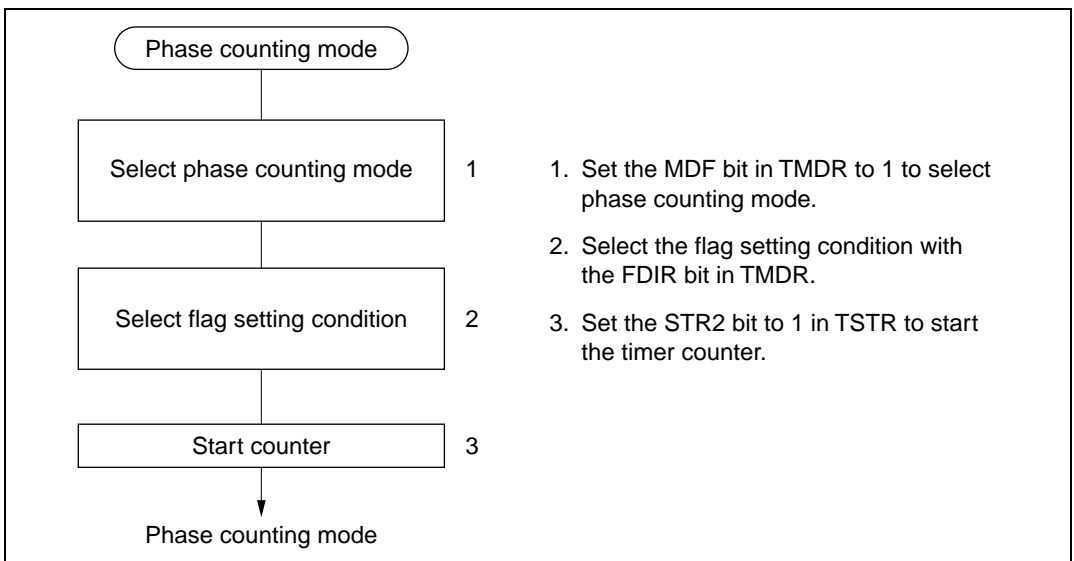 Phase counting mode
Select phase counting mode 1
Select flag setting condition 2
Start counter 3
Phase counting mode
1. Set the MDF bit in TMDR to 1 to select
phase counting mode.
2. Select the flag setting condition with
the FDIR bit in TMDR.
3. Set the STR2 bit to 1 in TSTR to start
the timer counter.